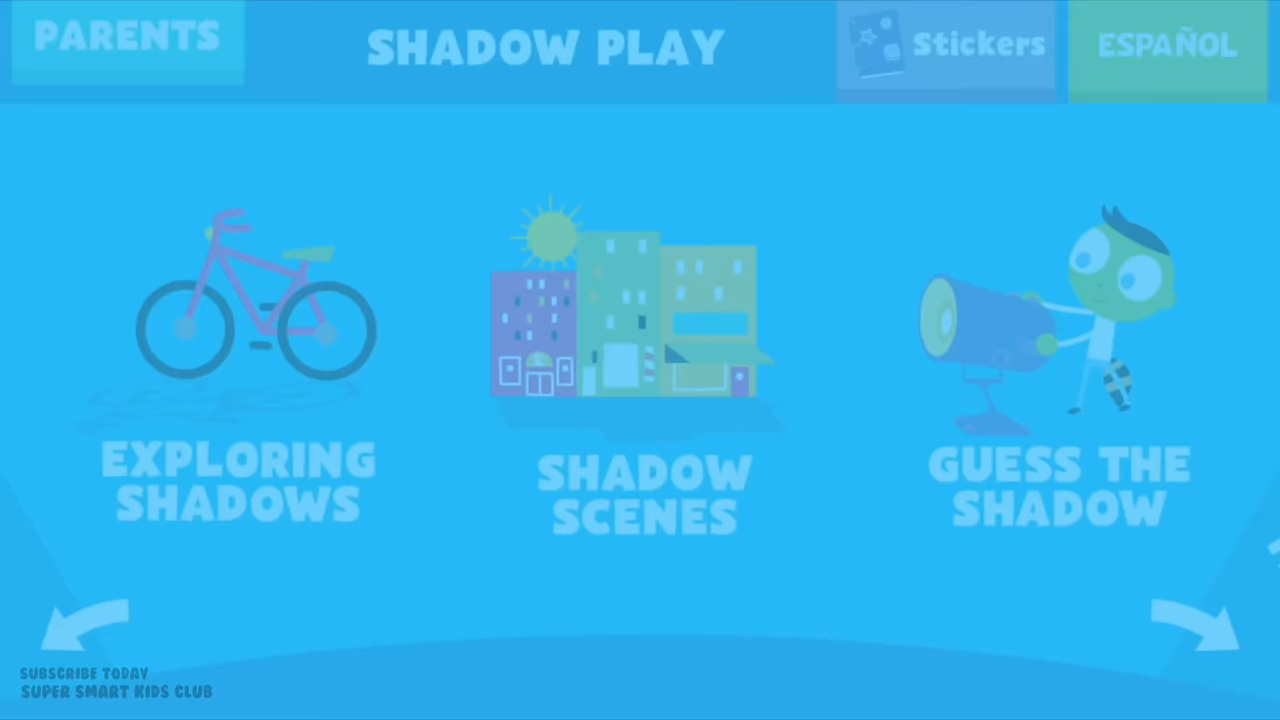 PARENTS
SHADOW PLAY
Stickers
ESPAÑOL
EXPLORING
SHADOWS
SHADOW
SCENES
GUESS THE
SHADOW
SUBSCRIBE TODAY
SUPER SMART KIDS CLUB